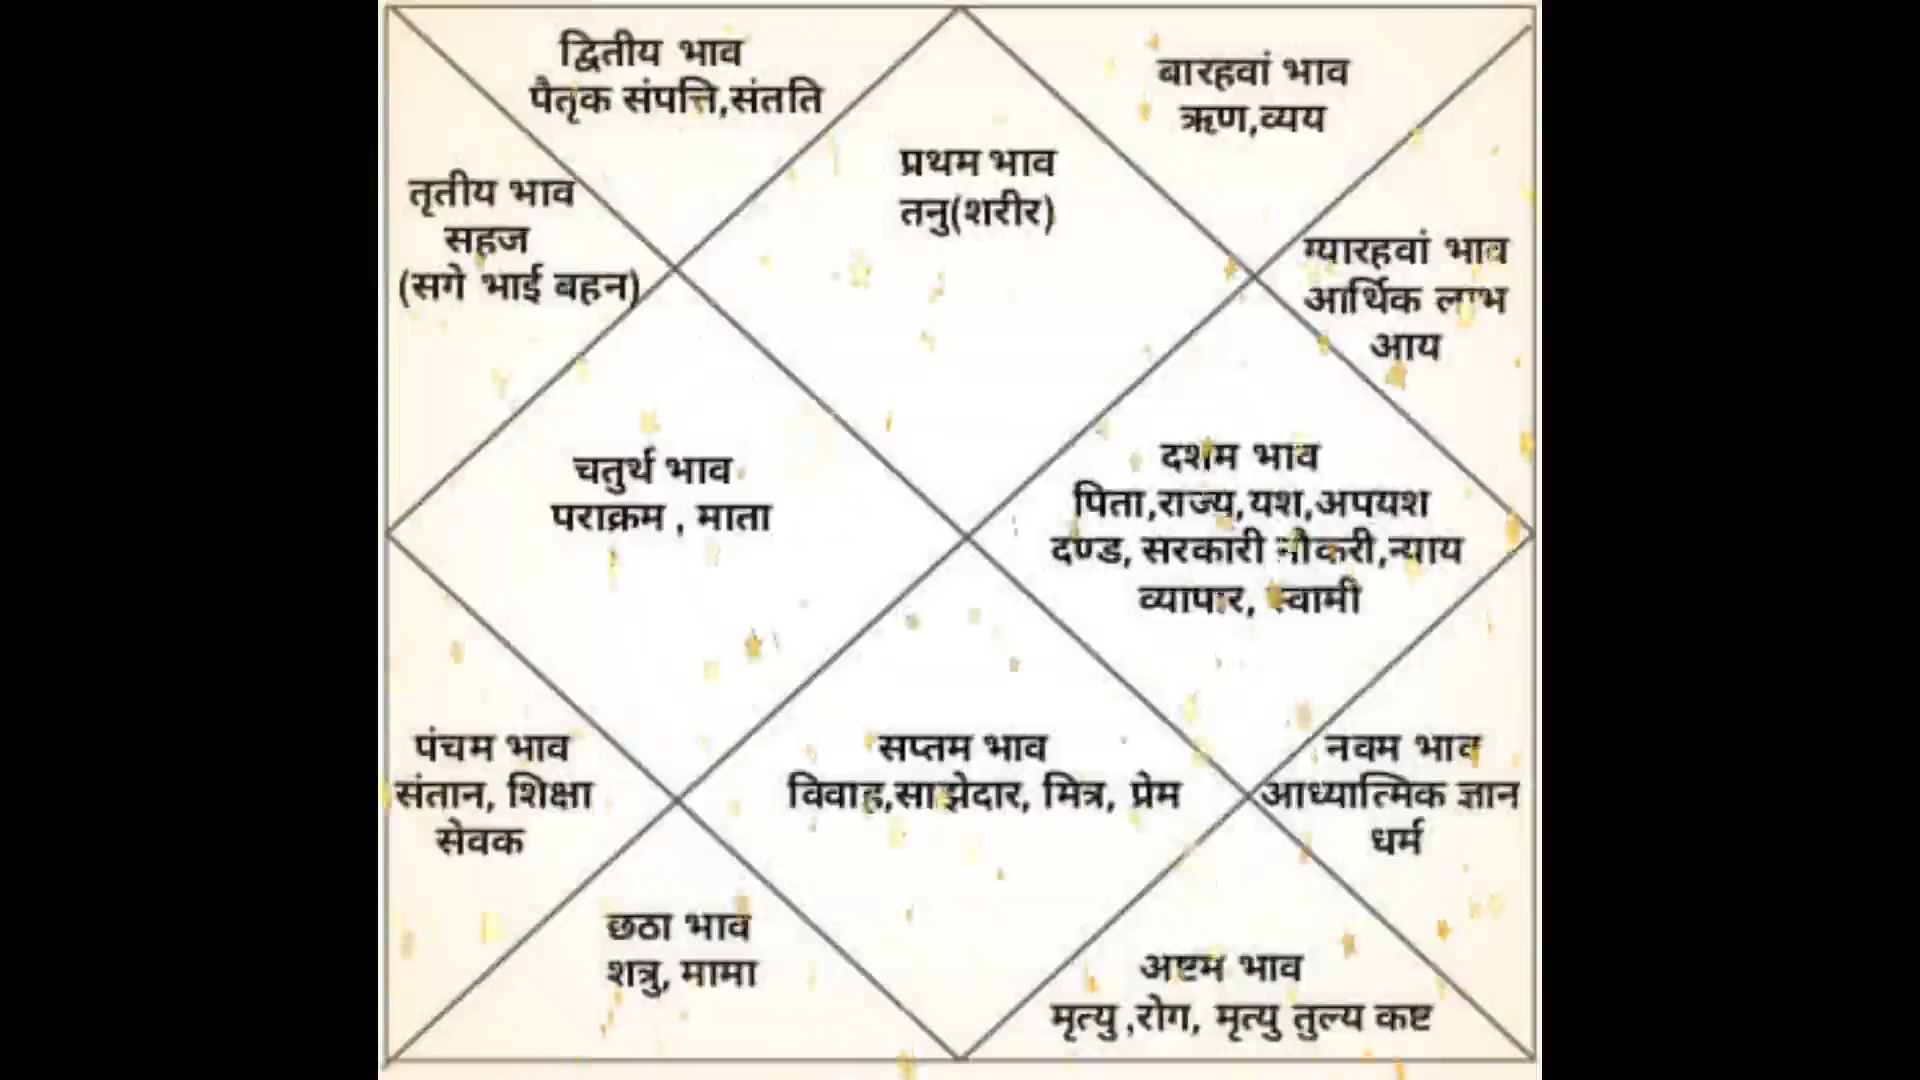 द्वितीय भाव
पैतृक संपत्ति,संतति
बारहवां भाव
ऋण,व्यय
प्रथम भाव
तनु(शरीर)
तृतीय भाव
सहज
(सगे भाई बहन)
ग्यारहवां भाव
आर्थिक लाभ
आय
चतुर्थ भाव
पराक्रम , माता
दशम भाव
पिता,राज्य,यश,अपयश
दण्ड, सरकारी नौकरी,न्याय
व्यापार, स्वामी
पंचम भाव
संतान, शिक्षा
सेवक
सप्तम भाव
विवाह,साझेदार, मित्र, प्रेम
नवम भाव
आध्यात्मिक ज्ञान
धर्म
छठा भाव
शत्रु, मामा
अष्टम भाव
मृत्यु ,रोग, मृत्यु तुल्य कष्ट